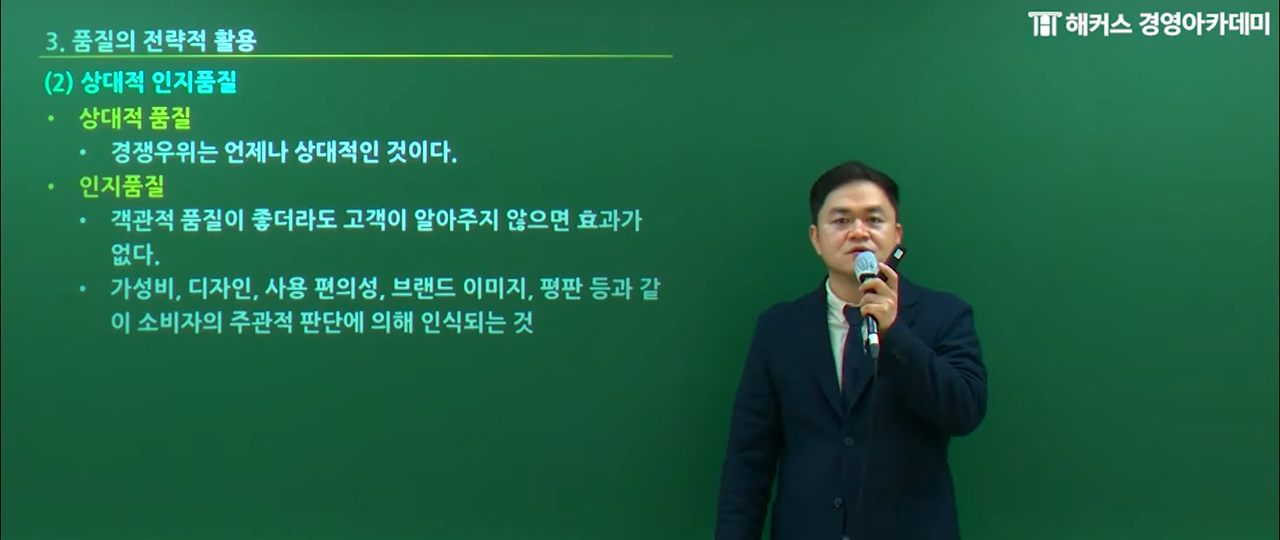 해커스 경영아카데미
3. 품질의 전략적 활용
(2) 상대적 인지품질
• 상대적 품질
• 경쟁우위는 언제나 상대적인 것이다.
• 인지품질
• 객관적 품질이 좋더라도 고객이 알아주지 않으면 효과가
없다.
• 가성비, 디자인, 사용 편의성, 브랜드 이미지, 평판 등과 같
이 소비자의 주관적 판단에 의해 인식되는 것